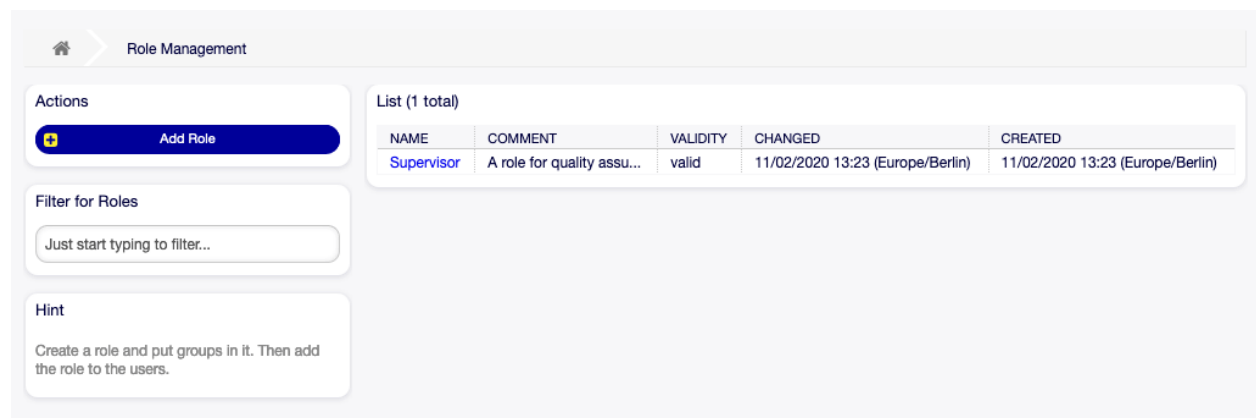 Role Management
Actions
Add Role
Filter for Roles
Just start typing to filter...
Hint
Create a role and put groups in it. Then add
the role to the users.
List (1 total)
NAME COMMENT VALIDITY CHANGED CREATED
Supervisor A role for quality assu... valid 11/02/2020 13:23 (Europe/Berlin) 11/02/2020 13:23 (Europe/Berlin)